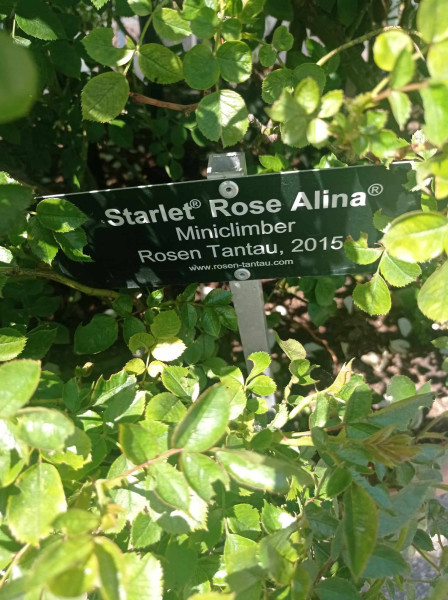 Starlet® Rose Alina®
Miniclimber
Rosen Tantau, 2015
www.rosen-tantau.com